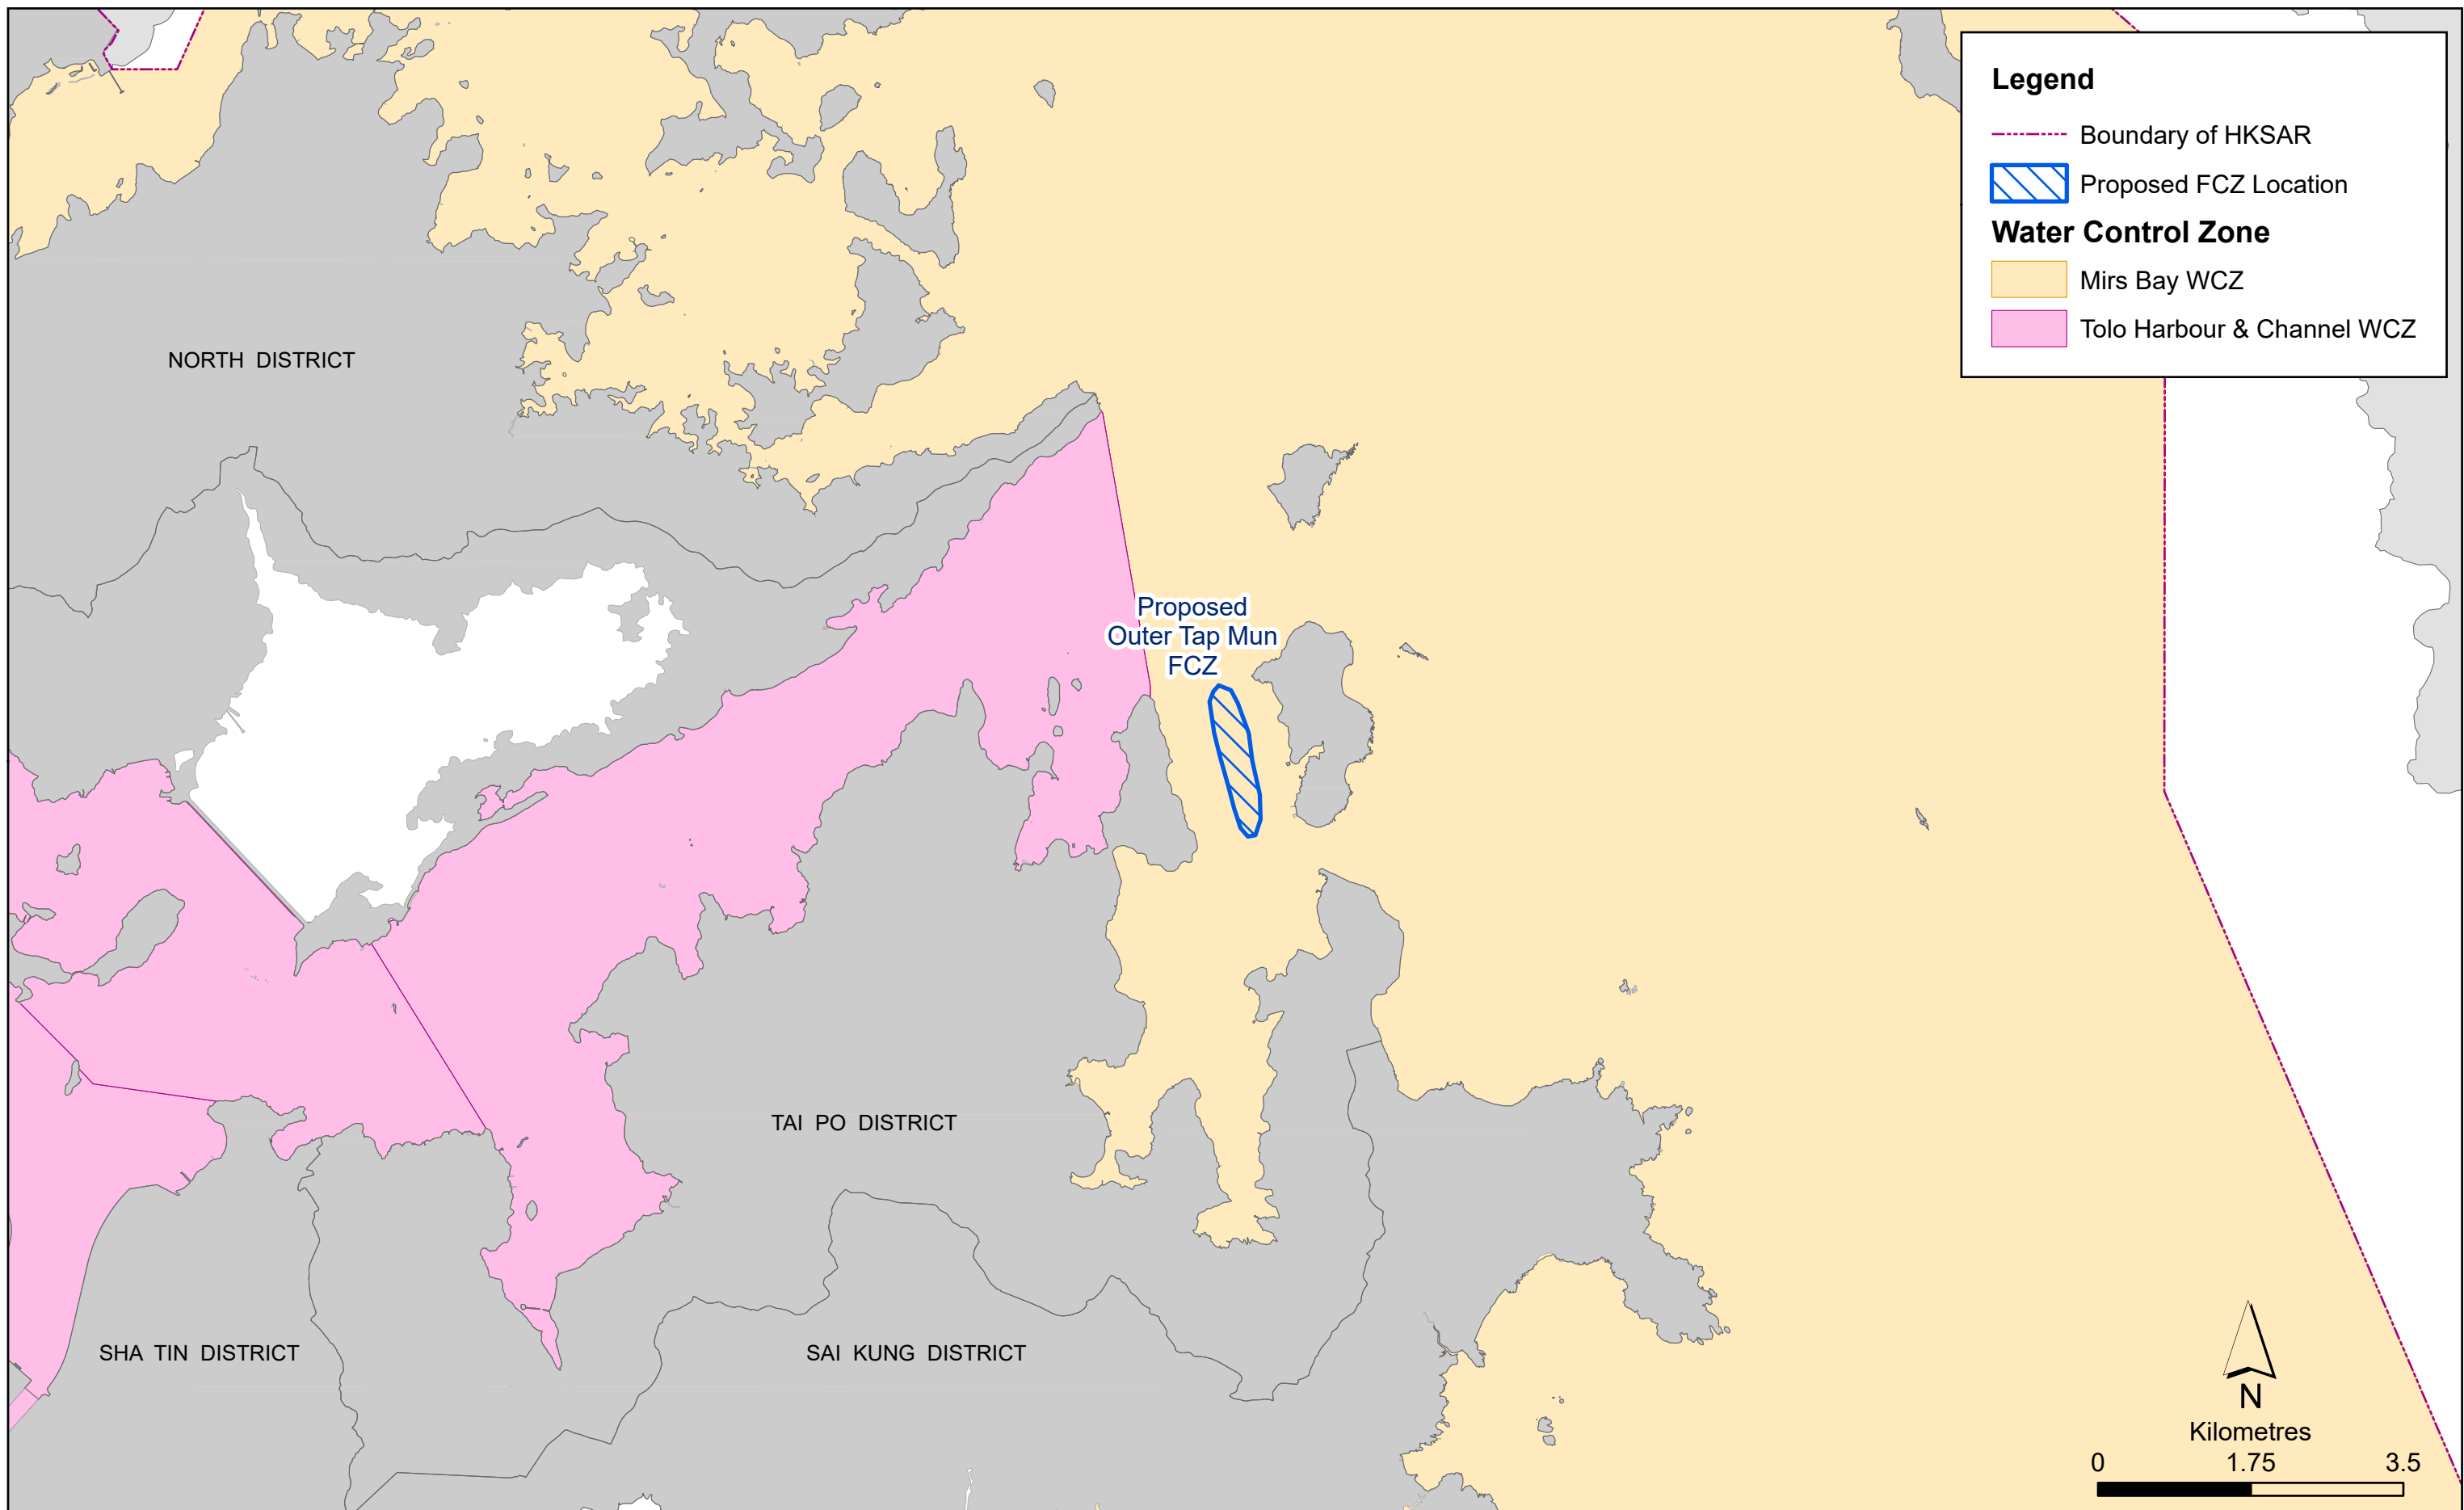 Legend
Boundary of HKSAR
Proposed FCZ Location
Water Control Zone
Mirs Bay WCZ
Tolo Harbour & Channel WCZ
NORTH DISTRICT
Proposed
Outer Tap Mun
FCZ
TAI PO DISTRICT
SHA TIN DISTRICT
SAI KUNG DISTRICT
N
Kilometres
0 1.75 3.5